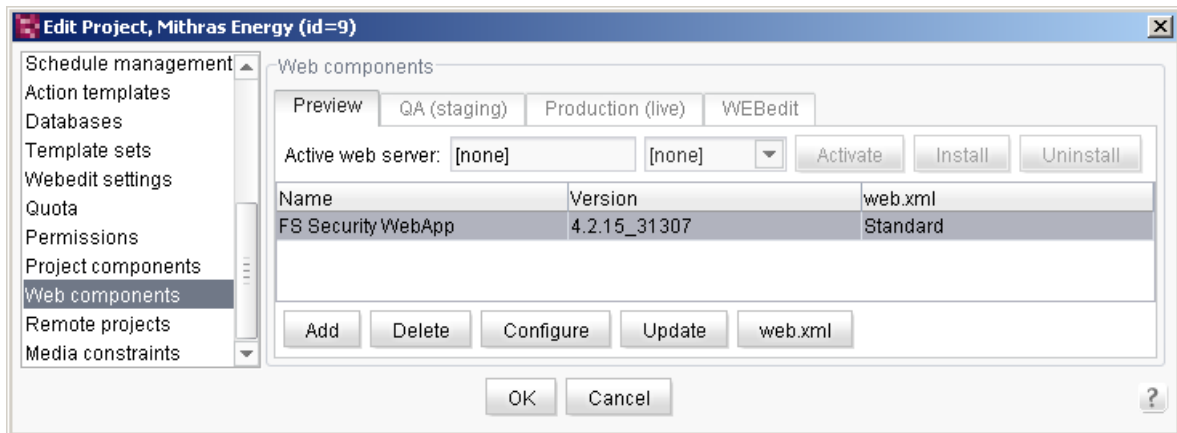 Edit Project, Mithras Energy (id=9)
Schedule management
Action templates
Databases
Template sets
Webedit settings
Quota
Permissions
Project components
Web components
Remote projects
Media constraints
Web components
Preview QA (staging) Production (live) WEBedit
Active web server: [none] [none] Activate Install Uninstall
Name Version web.xml
FS Security WebApp 4.2.15_31307 Standard
Add Delete Configure Update web.xml
OK Cancel ?